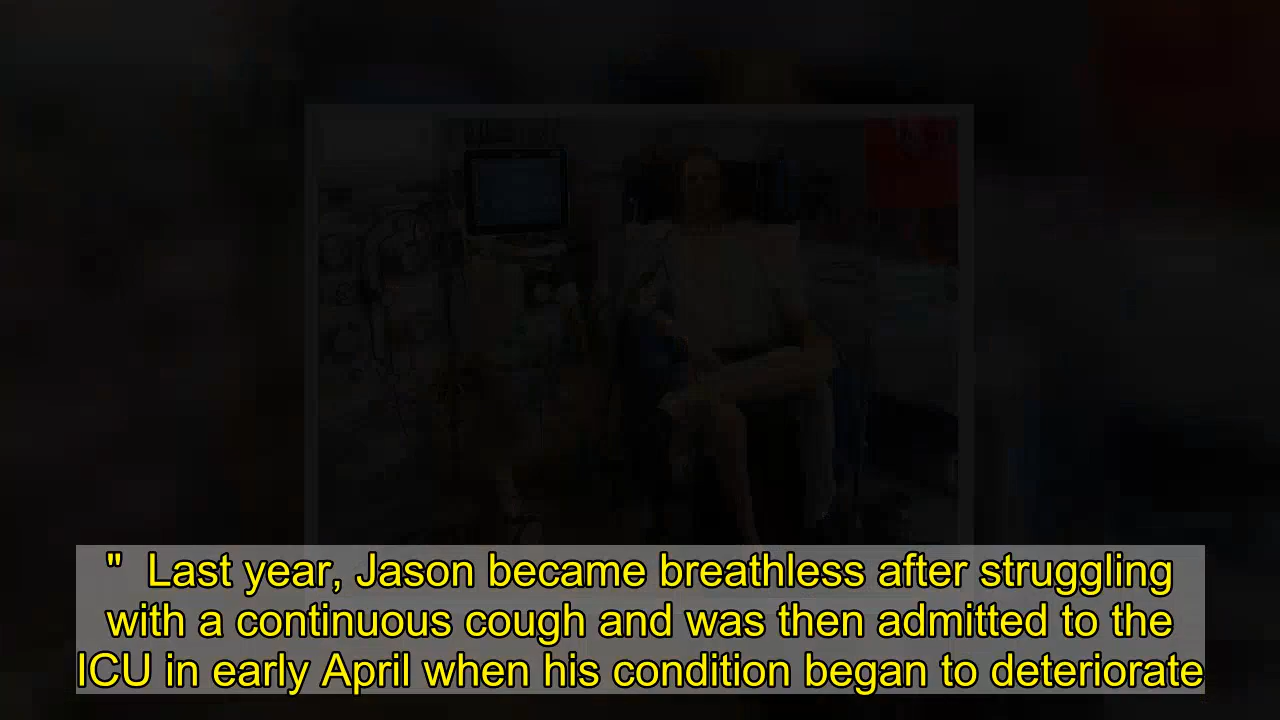 "  Last year, Jason became breathless after struggling
with a continuous cough and was then admitted to the
ICU in early April when his condition began to deteriorate